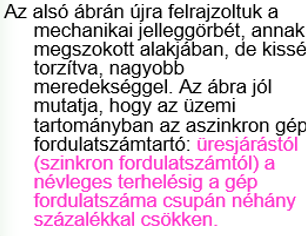 Az alsó ábrán újra felrajzoltuk a
mechanikai jelleggörbét, annak
megszokott alakjában, de kissé
torzítva, nagyobb
meredekséggel. Az ábra jól
mutatja, hogy az üzemi
tartományban az aszinkron gép
fordulatszámtartó: üresjárástól
(szinkron fordulatszámtól) a
névleges terhelésig a gép
fordulatszáma csupán néhány
százalékkal csökken.